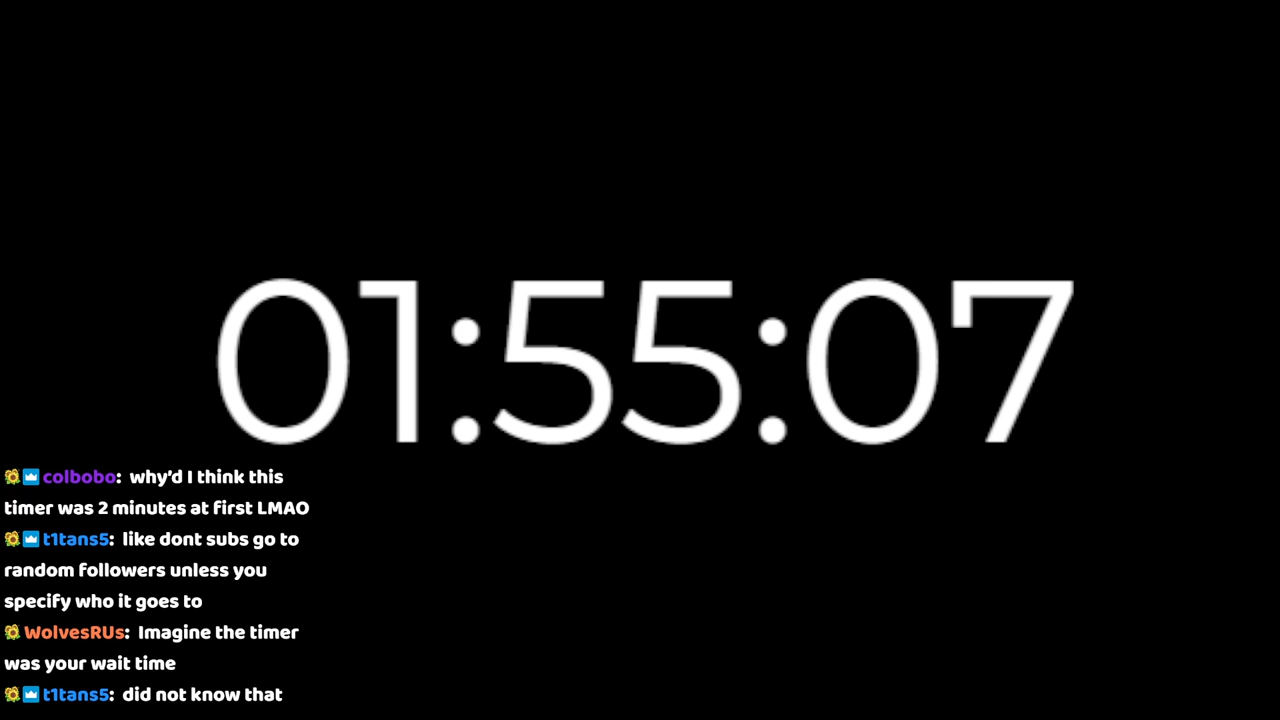 01:55:07
colbobo: why'd I think this
timer was 2 minutes at first LMAO
t1tans5: like dont subs go to
random followers unless you
specify who it goes to
WolvesRUs: Imagine the timer
was your wait time
t1tans5: did not know that